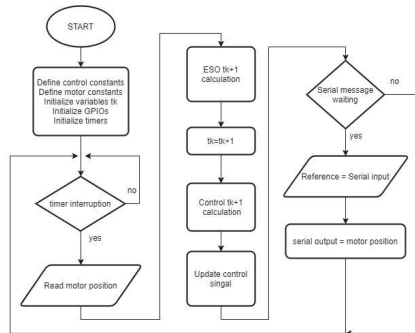 START
Define control constants
Define motor constants
Initialize variables tk
Initialize GPIOs
Initialize timers
timer interruption
no
yes
Read motor position
ESO tk+1
calculation
tk=tk+1
Control tk+1
calculation
Update control
singal
Serial message
waiting
no
yes
Reference = Serial input
serial output = motor position